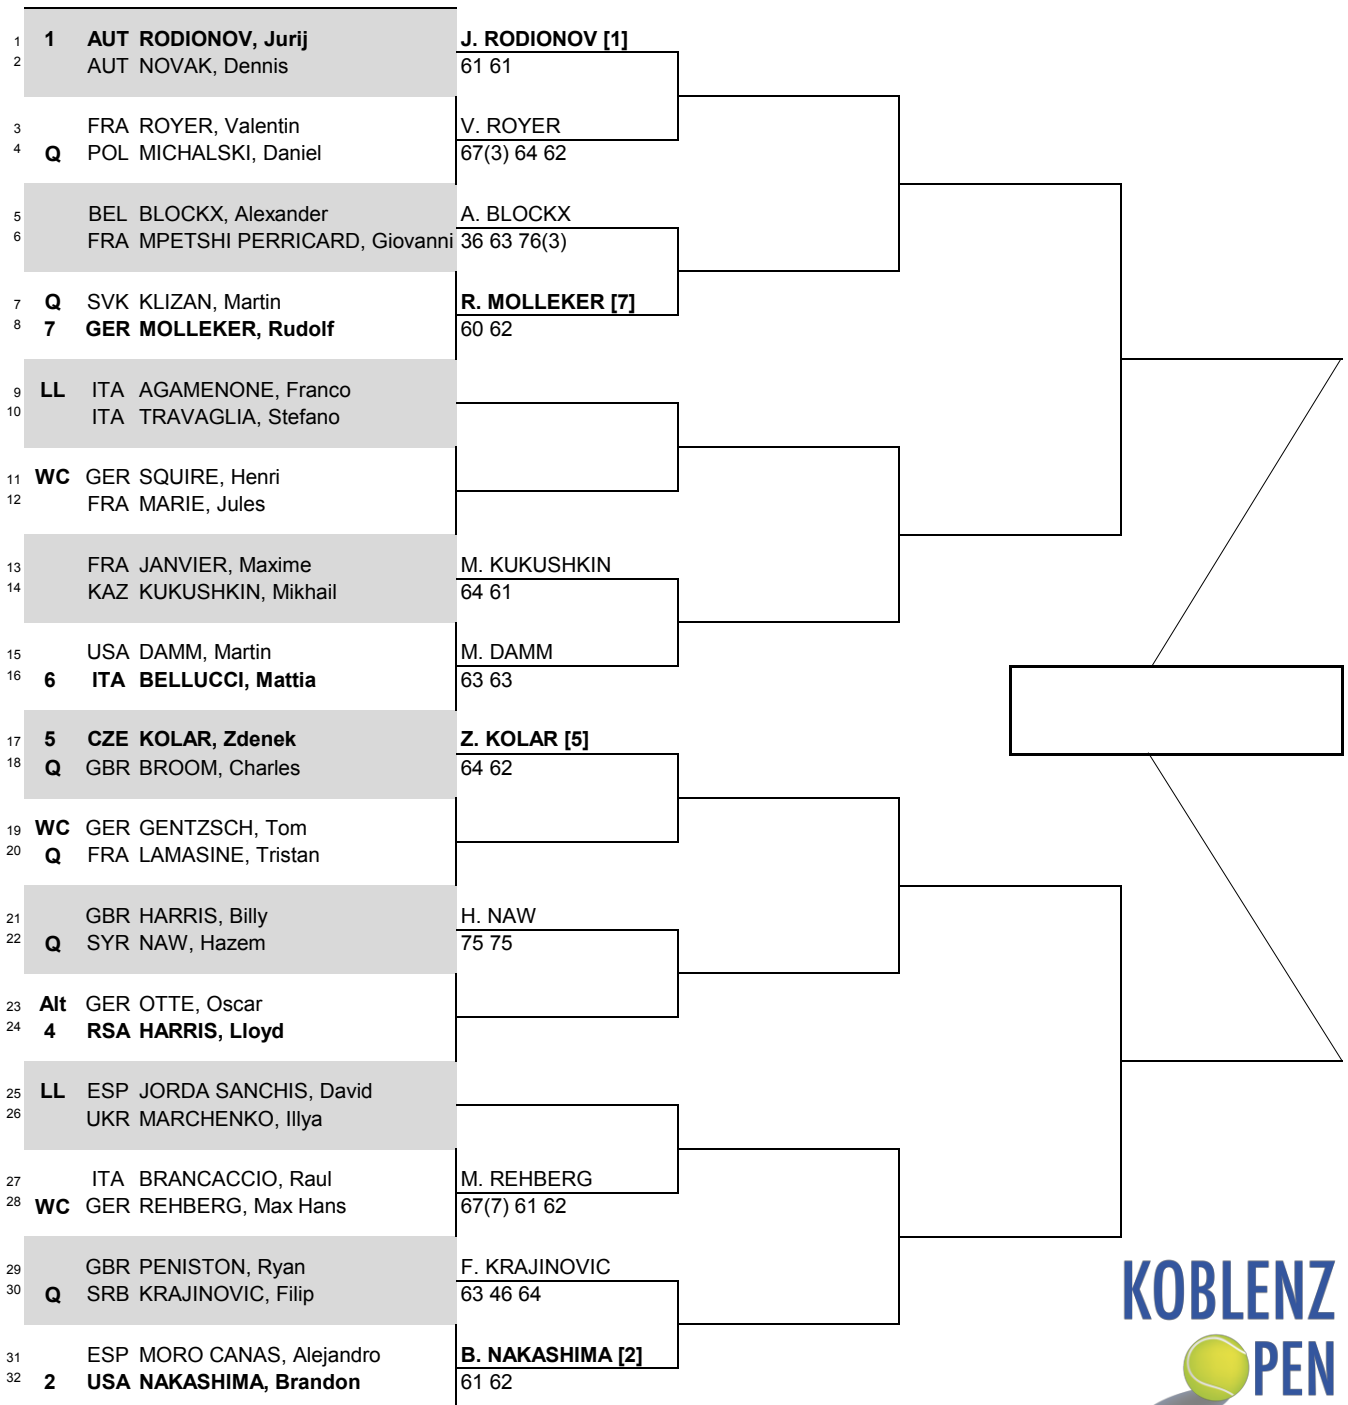 1 1 AUT RODIONOV, Jurij J. RODIONOV [1]
2 AUT NOVAK, Dennis 61 61
3 FRA ROYER, Valentin V. ROYER
4 Q POL MICHALSKI, Daniel 67(3) 64 62
5 BEL BLOCKX, Alexander A. BLOCKX
6 FRA MPETSHI PERRICARD, Giovanni 36 63 76(3)
7 Q SVK KLIZAN, Martin R. MOLLEKER [7]
8 7 GER MOLLEKER, Rudolf 60 62
9 LL ITA AGAMENONE, Franco
10 ITA TRAVAGLIA, Stefano
11 WC GER SQUIRE, Henri
12 FRA MARIE, Jules
13 FRA JANVIER, Maxime M. KUKUSHKIN
14 KAZ KUKUSHKIN, Mikhail 64 61
15 USA DAMM, Martin M. DAMM
16 6 ITA BELLUCCI, Mattia 63 63
17 5 CZE KOLAR, Zdenek Z. KOLAR [5]
18 Q GBR BROOM, Charles 64 62
19 WC GER GENTZSCH, Tom
20 Q FRA LAMASINE, Tristan
21 GBR HARRIS, Billy H. NAW
22 Q SYR NAW, Hazem 75 75
23 Alt GER OTTE, Oscar
24 4 RSA HARRIS, Lloyd
25 LL ESP JORDA SANCHIS, David
26 UKR MARCHENKO, Illya
27 ITA BRANCACCIO, Raul M. REHBERG
28 WC GER REHBERG, Max Hans 67(7) 61 62
29 GBR PENISTON, Ryan F. KRAJINOVIC
30 Q SRB KRAJINOVIC, Filip 63 46 64
31 ESP MORO CANAS, Alejandro B. NAKASHIMA [2]
32 2 USA NAKASHIMA, Brandon 61 62
KOBLENZ
OPEN